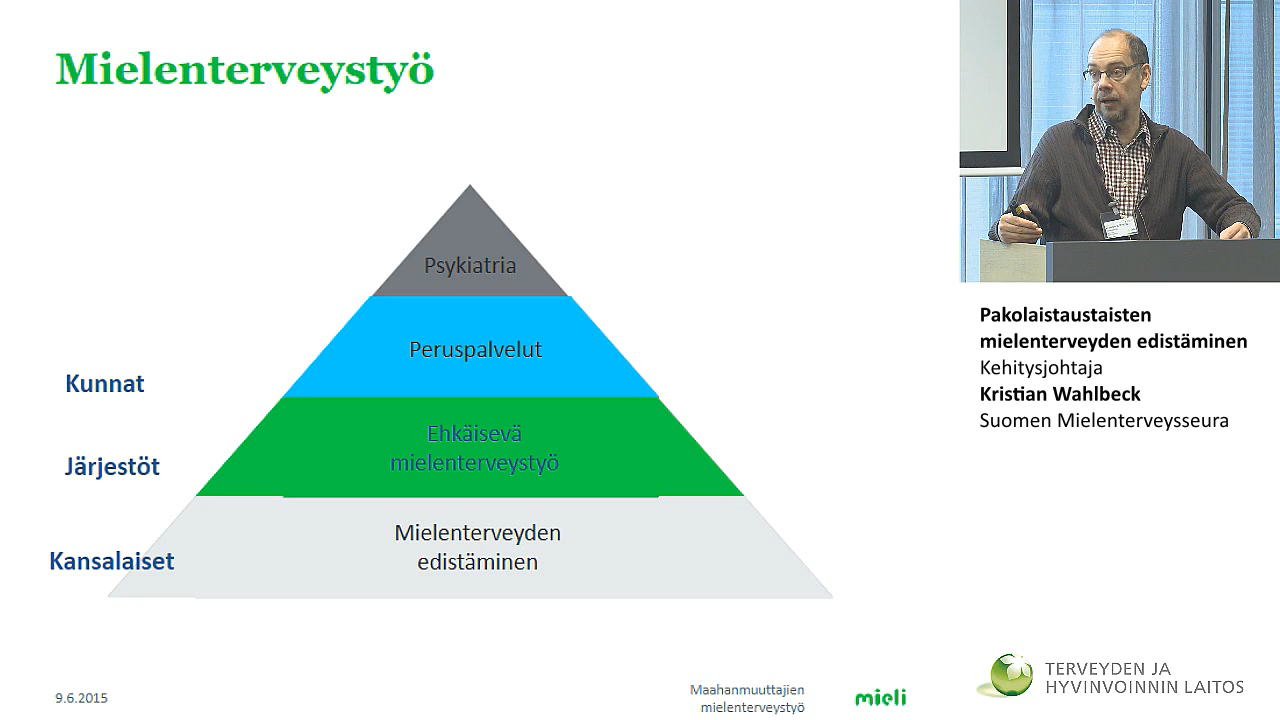 Mielenterveystyö
Psykiatria
Peruspalvelut
Kunnat
Ehkäisevä
mielenterveystyö
Järjestöt
Mielenterveyden
edistäminen
Kansalaiset
9.6.2015
Maahanmuuttajien
mielenterveystyö
mieli
Pakolaistaustaisten
mielenterveyden edistäminen
Kehitysjohtaja
Kristian Wahlbeck
Suomen Mielenterveysseura
TERVEYDEN JA
HYVINVOINNIN LAITOS